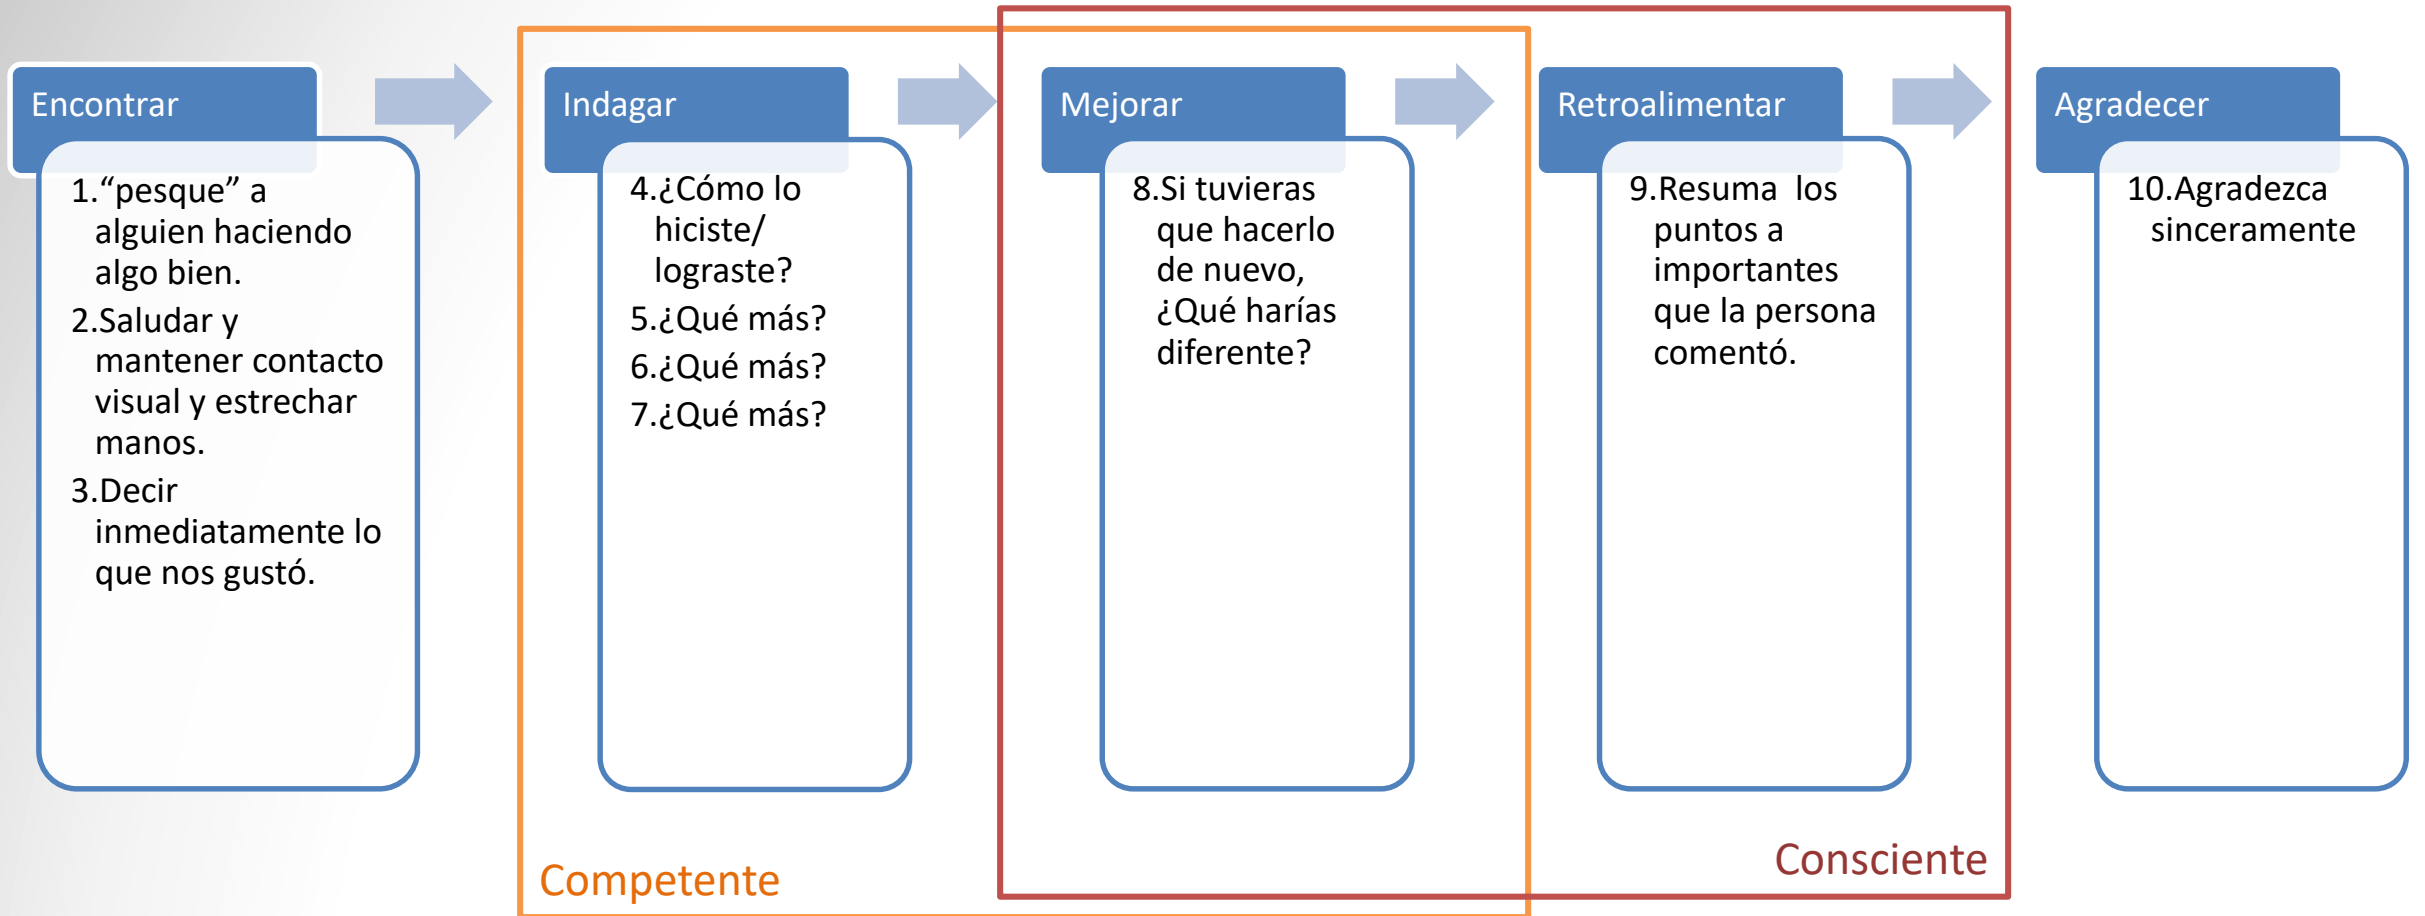 Encontrar
1.“pesque” a
alguien haciendo
algo bien.
2.Saludar y
mantener contacto
visual y estrechar
manos.
3.Decir
inmediatamente lo
que nos gustó.
Indagar
4.¿Cómo lo
hiciste/
lograste?
5.¿Qué más?
6.¿Qué más?
7.¿Qué más?
Mejorar
8.Si tuvieras
que hacerlo
de nuevo,
¿Qué harías
diferente?
Retroalimentar
9.Resuma  los
puntos a
importantes
que la persona
comentó.
Agradecer
10.Agradezca
sinceramente
Competente
Consciente